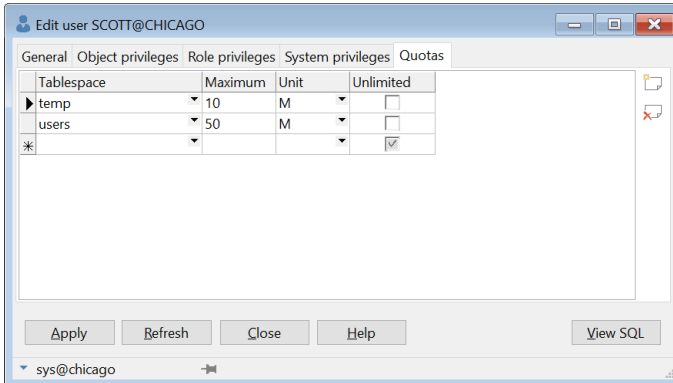 Edit user SCOTT@CHICAGO
General Object privileges Role privileges System privileges Quotas
Tablespace Maximum Unit Unlimited
temp 10 M
users 50 M
Apply Refresh Close Help View SQL
sys@chicago